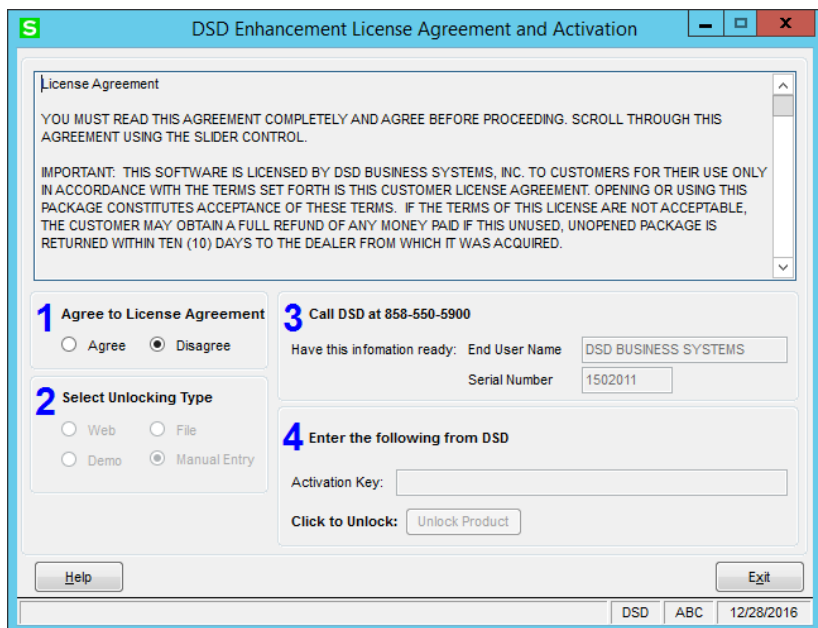 S
DSD Enhancement License Agreement and Activation
X
License Agreement
YOU MUST READ THIS AGREEMENT COMPLETELY AND AGREE BEFORE PROCEEDING. SCROLL THROUGH THIS
AGREEMENT USING THE SLIDER CONTROL.
IMPORTANT: THIS SOFTWARE IS LICENSED BY DSD BUSINESS SYSTEMS, INC. TO CUSTOMERS FOR THEIR USE ONLY
IN ACCORDANCE WITH THE TERMS SET FORTH IS THIS CUSTOMER LICENSE AGREEMENT. OPENING OR USING THIS
PACKAGE CONSTITUTES ACCEPTANCE OF THESE TERMS. IF THE TERMS OF THIS LICENSE ARE NOT ACCEPTABLE,
THE CUSTOMER MAY OBTAIN A FULL REFUND OF ANY MONEY PAID IF THIS UNUSED, UNOPENED PACKAGE IS
RETURNED WITHIN TEN (10) DAYS TO THE DEALER FROM WHICH IT WAS ACQUIRED.
1 Agree to License Agreement
Agree Disagree
2 Select Unlocking Type
Web File
Demo Manual Entry
3 Call DSD at 858-550-5900
Have this infomation ready: End User Name DSD BUSINESS SYSTEMS
Serial Number 1502011
4 Enter the following from DSD
Activation Key:
Click to Unlock: Unlock Product
Help Exit
DSD ABC 12/28/2016